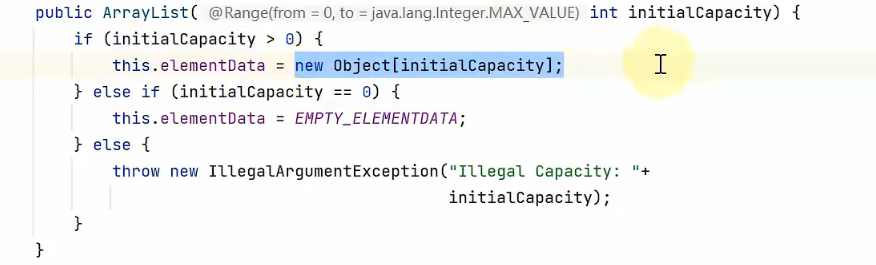 public ArrayList( @Range(from = 0, to = java.lang.Integer.MAX_VALUE) int initialCapacity) {
    if (initialCapacity > 0) {
        this.elementData = new Object[initialCapacity];
    } else if (initialCapacity == 0) {
        this.elementData = EMPTY_ELEMENTDATA;
    } else {
        throw new IllegalArgumentException("Illegal Capacity: "+
                                           initialCapacity);
    }
}